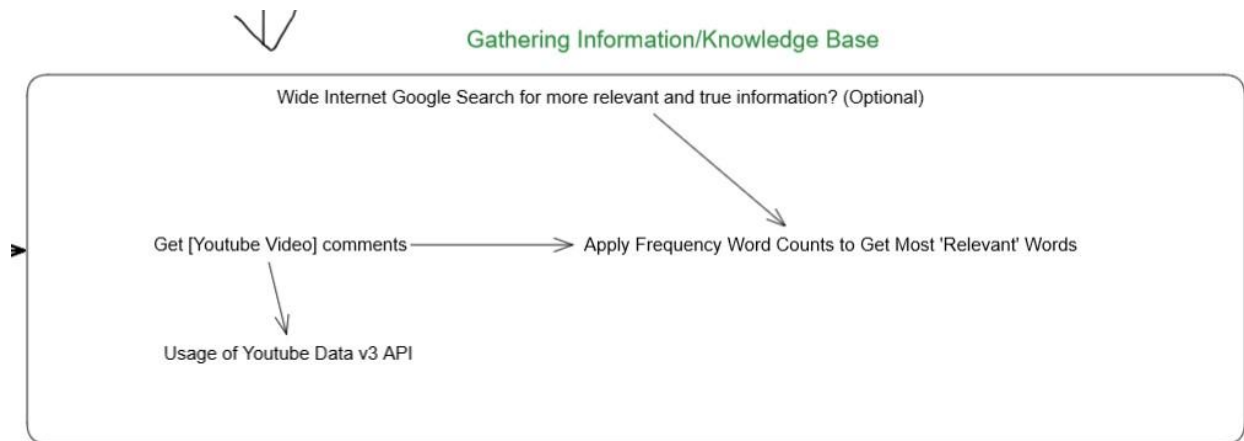 Gathering Information/Knowledge Base
Wide Internet Google Search for more relevant and true information? (Optional)
Get [Youtube Video] comments
Apply Frequency Word Counts to Get Most 'Relevant' Words
Usage of Youtube Data v3 API